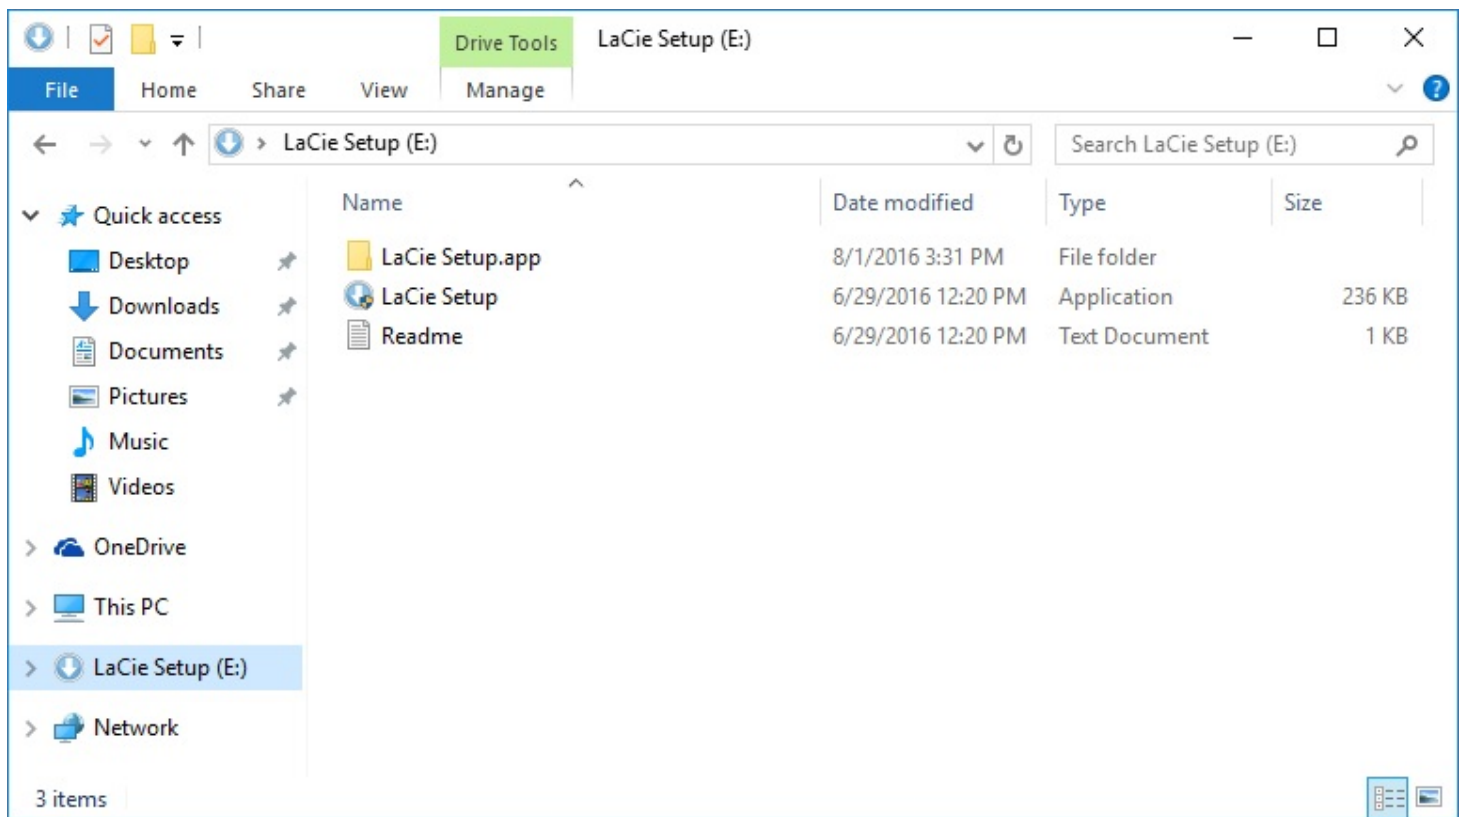 Drive Tools LaCie Setup (E:)
File Home Share View Manage
LaCie Setup (E:) Search LaCie Setup (E:)
Name Date modified Type Size
Quick access
Desktop
Downloads
Documents
Pictures
Music
Videos
OneDrive
This PC
LaCie Setup (E:)
Network
LaCie Setup.app 8/1/2016 3:31 PM File folder
LaCie Setup 6/29/2016 12:20 PM Application 236 KB
Readme 6/29/2016 12:20 PM Text Document 1 KB
3 items